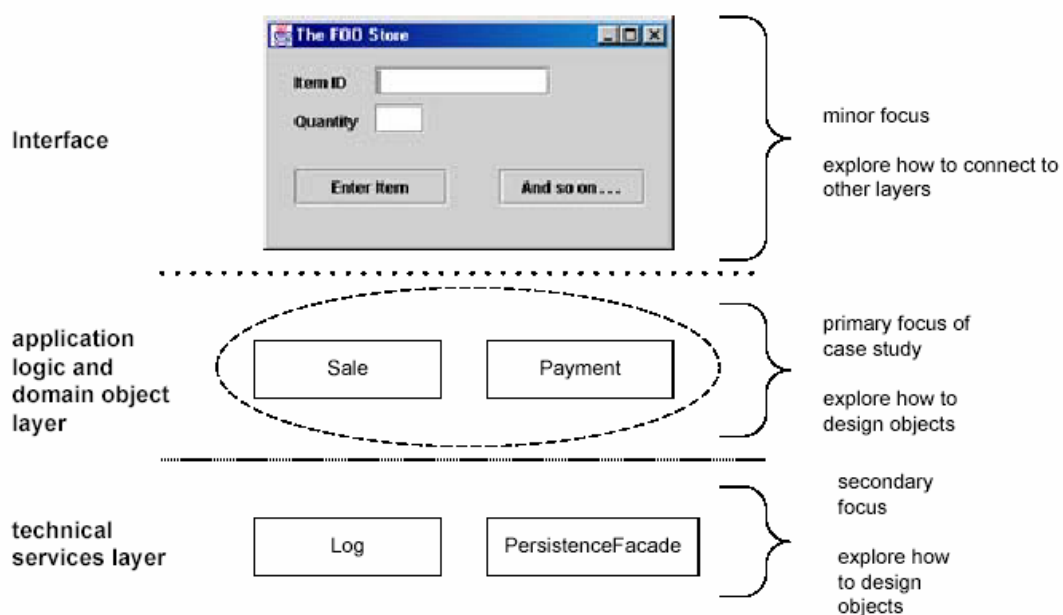 The FOO Store
Item ID
Quantity
Enter Item
And so on . . .
Interface
minor focus
explore how to connect to
other layers
application
logic and
domain object
layer
Sale
Payment
primary focus of
case study
explore how to
design objects
technical
services layer
Log
PersistenceFacade
secondary
focus
explore how
to design
objects